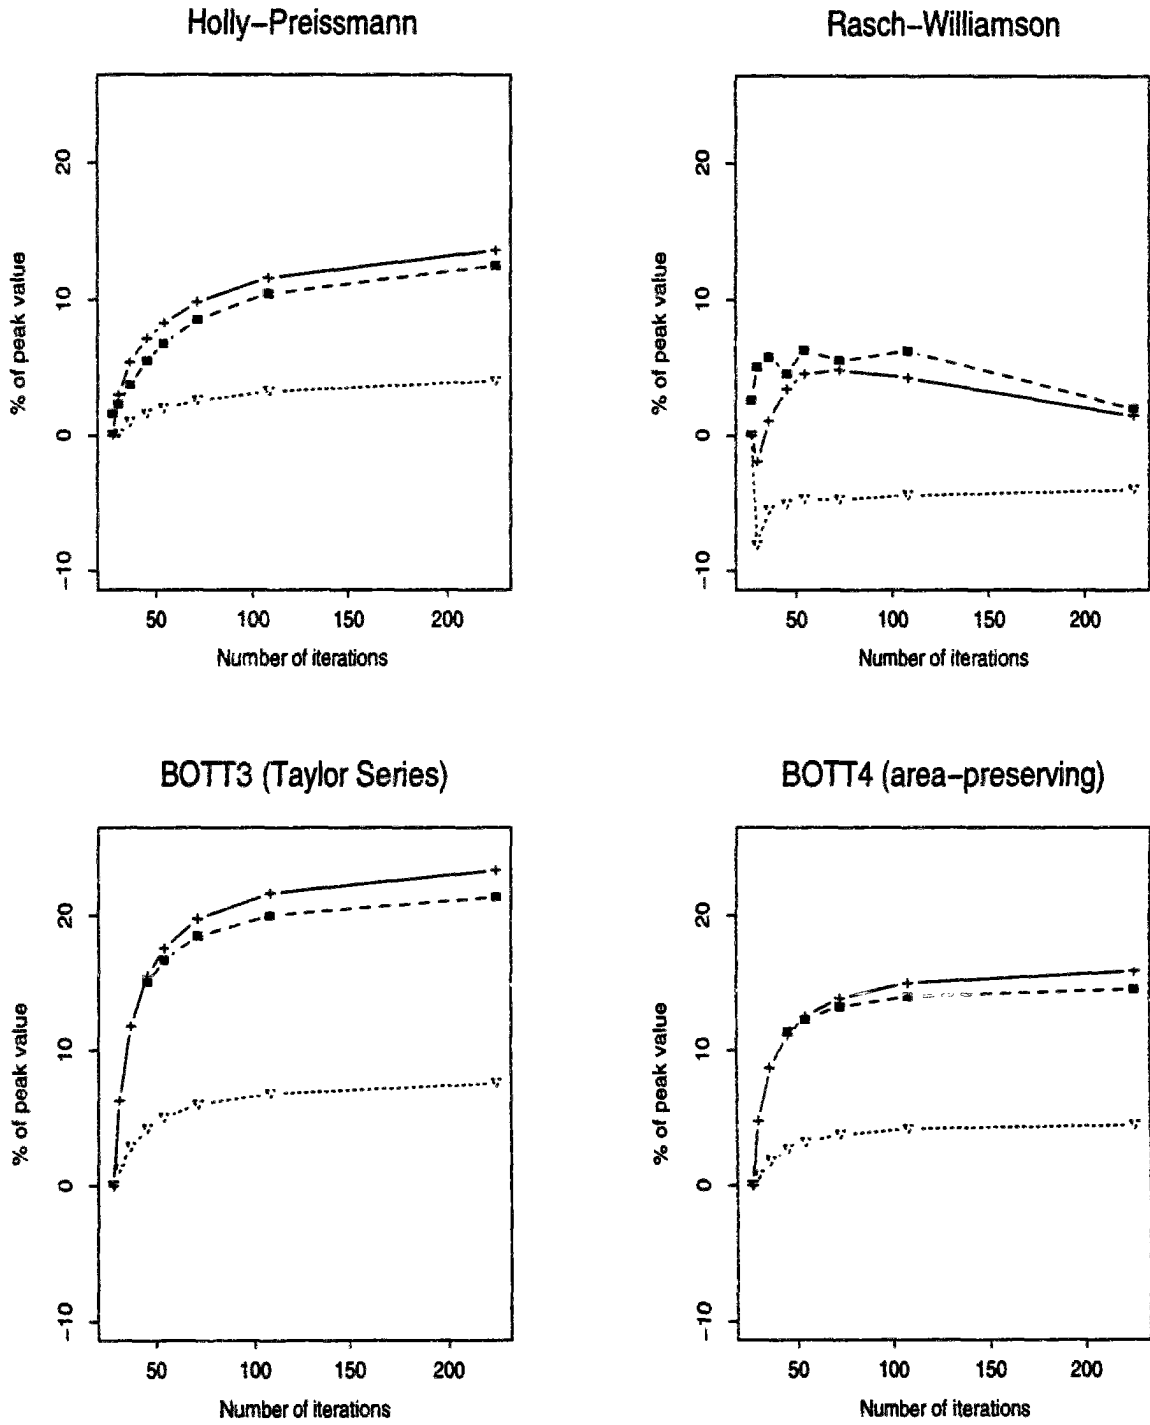 Holly-Preissmann
% of peak value
20
10
0
-10
50 100 150 200
Number of iterations
Rasch-Williamson
% of peak value
20
10
0
-10
50 100 150 200
Number of iterations
BOTT3 (Taylor Series)
% of peak value
20
10
0
-10
50 100 150 200
Number of iterations
BOTT4 (area-preserving)
% of peak value
20
10
0
-10
50 100 150 200
Number of iterations